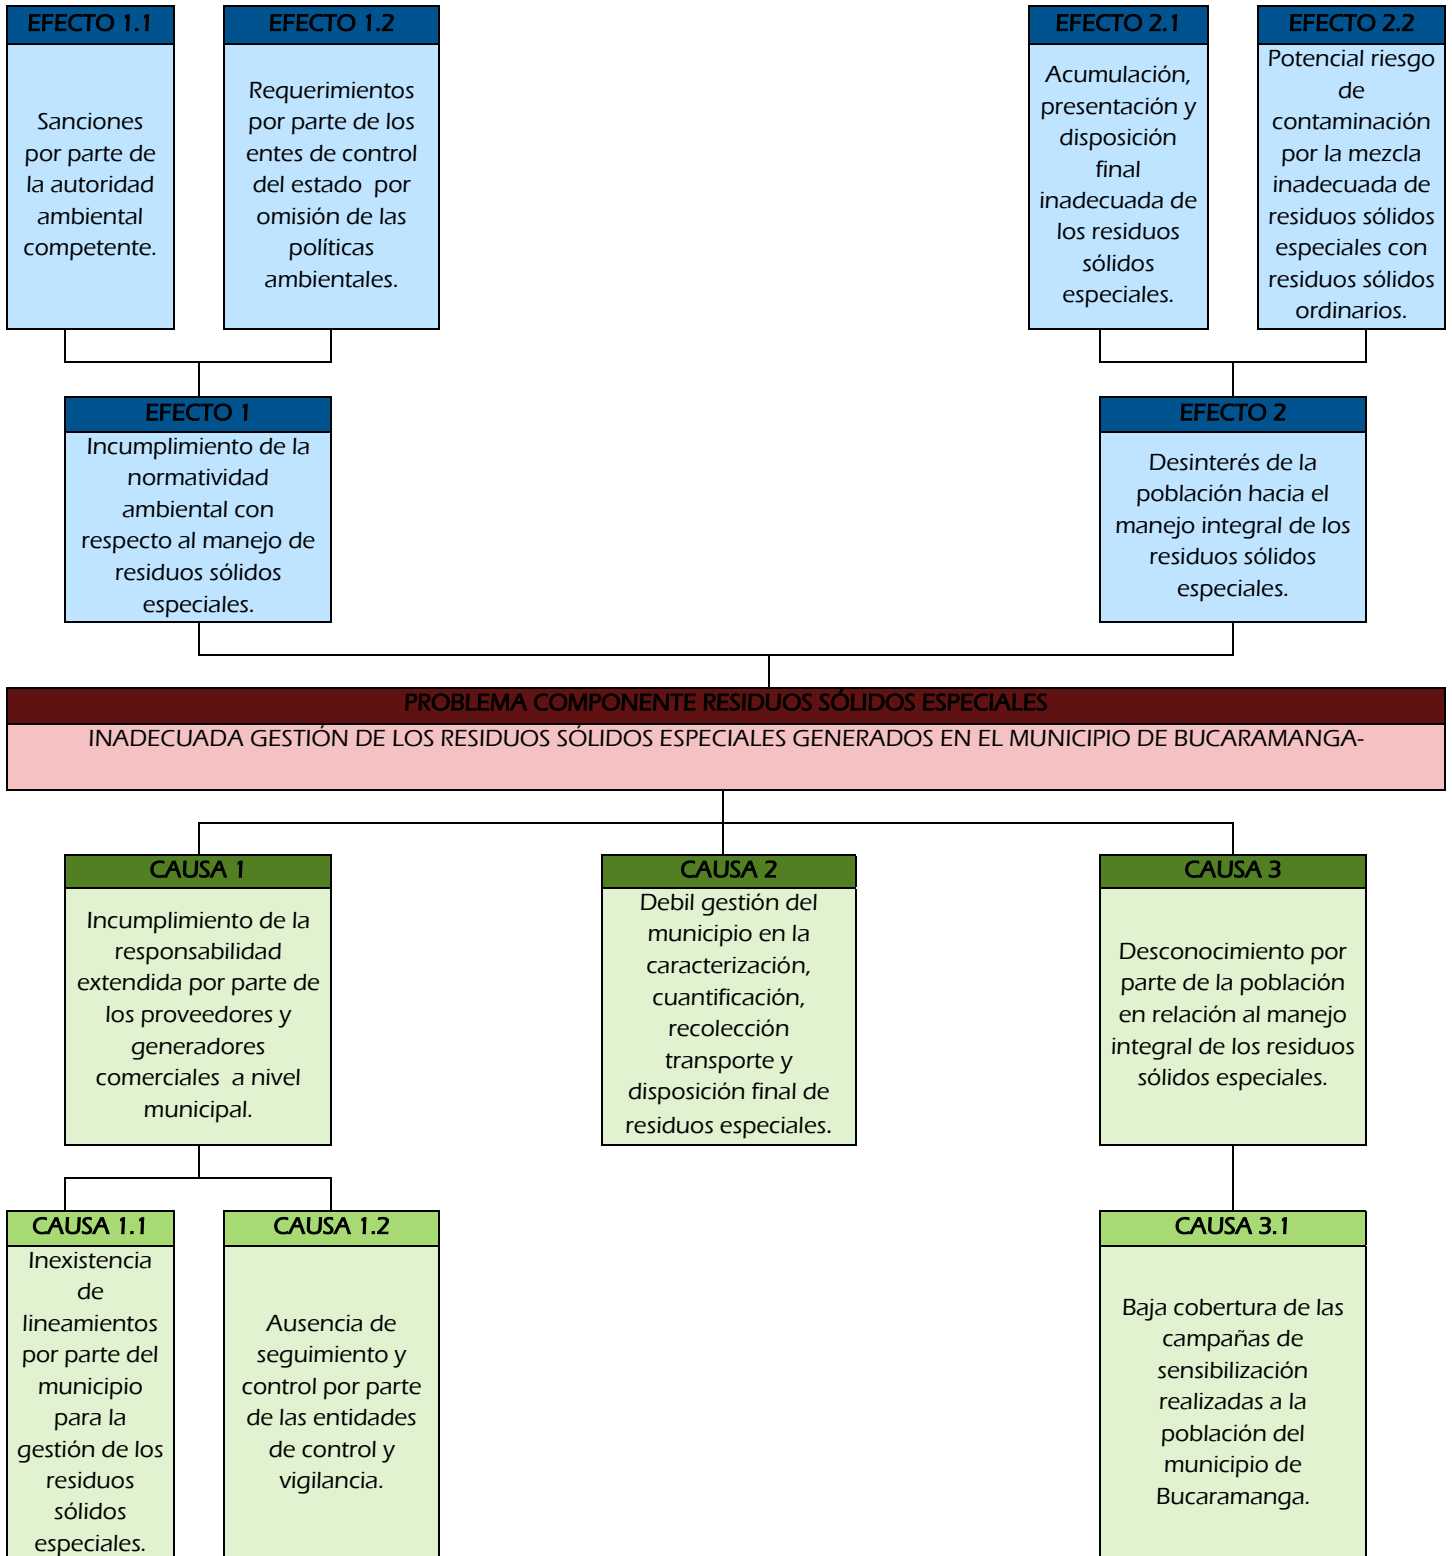 EFECTO 1.1
Sanciones
por parte de
la autoridad
ambiental
competente.
EFECTO 1.2
Requerimientos
por parte de los
entes de control
del estado por
omisión de las
políticas
ambientales.
EFECTO 2.1
Acumulación,
presentación y
disposición
final
inadecuada de
los residuos
sólidos
especiales.
EFECTO 2.2
Potencial riesgo
de
contaminación
por la mezcla
inadecuada de
residuos sólidos
especiales con
residuos sólidos
ordinarios.
EFECTO 1
Incumplimiento de la
normatividad
ambiental con
respecto al manejo de
residuos sólidos
especiales.
EFECTO 2
Desinterés de la
población hacia el
manejo integral de los
residuos sólidos
especiales.
PROBLEMA COMPONENTE RESIDUOS SÓLIDOS ESPECIALES
INADECUADA GESTIÓN DE LOS RESIDUOS SÓLIDOS ESPECIALES GENERADOS EN EL MUNICIPIO DE BUCARAMANGA-
CAUSA 1
Incumplimiento de la
responsabilidad
extendida por parte de
los proveedores y
generadores
comerciales a nivel
municipal.
CAUSA 2
Debil gestión del
municipio en la
caracterización,
cuantificación,
recolección
transporte y
disposición final de
residuos especiales.
CAUSA 3
Desconocimiento por
parte de la población
en relación al manejo
integral de los residuos
sólidos especiales.
CAUSA 1.1
Inexistencia
de
lineamientos
por parte del
municipio
para la
gestión de los
residuos
sólidos
especiales.
CAUSA 1.2
Ausencia de
seguimiento y
control por parte
de las entidades
de control y
vigilancia.
CAUSA 3.1
Baja cobertura de las
campañas de
sensibilización
realizadas a la
población del
municipio de
Bucaramanga.